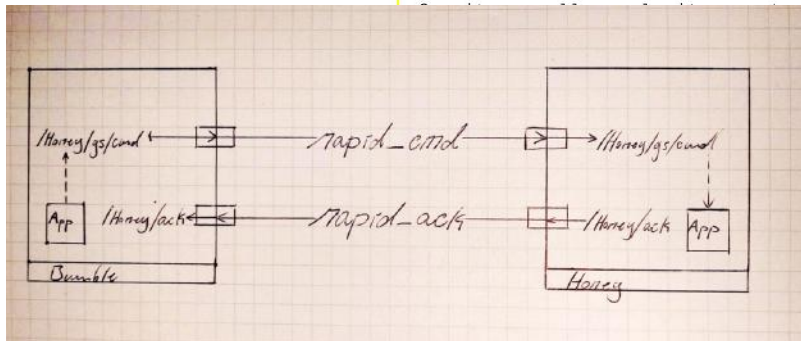 /Honey/gs/cmd
rapid_cmd
/Honey/gs/cmd
App
/Honey/ack
rapid_ack
/Honey/ack
App
Bumble
Honey